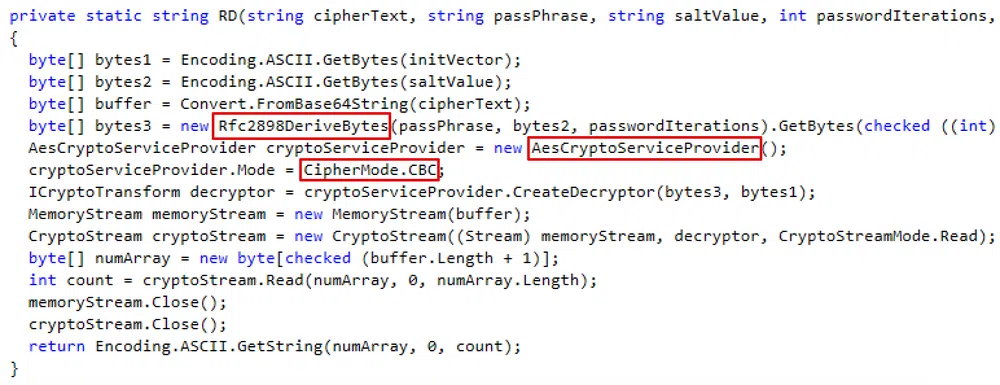 private static string RD(string cipherText, string passPhrase, string saltValue, int passwordIterations,
{
byte[] bytes1 = Encoding.ASCII.GetBytes(initVector);
byte[] bytes2 = Encoding.ASCII.GetBytes(saltValue);
byte[] buffer = Convert.FromBase64String(cipherText);
byte[] bytes3 = new Rfc2898DeriveBytes(passPhrase, bytes2, passwordIterations).GetBytes(checked ((int)
AesCryptoServiceProvider cryptoServiceProvider = new AesCryptoServiceProvider();
cryptoServiceProvider.Mode = CipherMode.CBC;
ICryptoTransform decryptor = cryptoServiceProvider.CreateDecryptor(bytes3, bytes1);
MemoryStream memoryStream = new MemoryStream(buffer);
CryptoStream cryptoStream = new CryptoStream((Stream) memoryStream, decryptor, CryptoStreamMode.Read);
byte[] numArray = new byte[checked (buffer.Length + 1)];
int count = cryptoStream.Read(numArray, 0, numArray.Length);
memoryStream.Close();
cryptoStream.Close();
return Encoding.ASCII.GetString(numArray, 0, count);
}